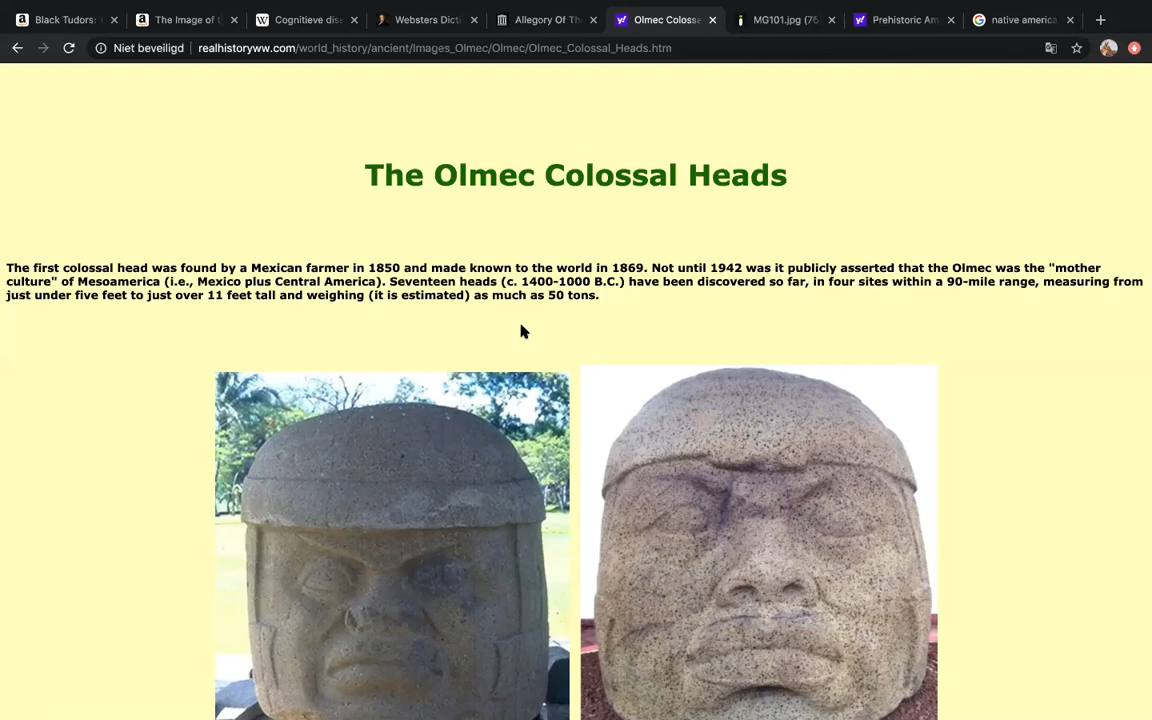 Black Tudors:
The Image of t
Cognitieve dis
Websters Dicti
Allegory Of Th
Olmec Coloss
MG101.jpg (76
Prehistoric Am
native america
Niet beveiligd
realhistoryww.com/world_history/ancient/Images_Olmec/Olmec/Olmec_Colossal_Heads.htm
The Olmec Colossal Heads
The first colossal head was found by a Mexican farmer in 1850 and made known to the world in 1869. Not until 1942 was it publicly asserted that the Olmec was the "mother
culture" of Mesoamerica (i.e., Mexico plus Central America). Seventeen heads (c. 1400-1000 B.C.) have been discovered so far, in four sites within a 90-mile range, measuring from
just under five feet to just over 11 feet tall and weighing (it is estimated) as much as 50 tons.